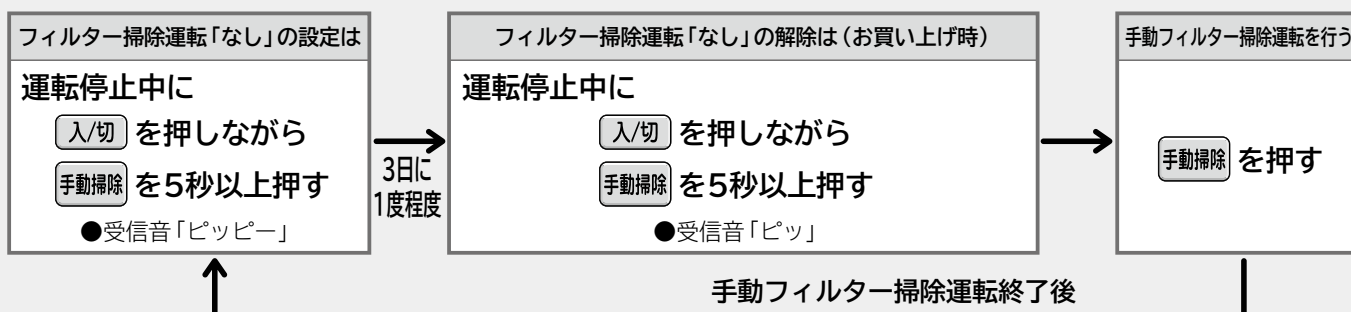 フィルター掃除運転「なし」の設定は
運転停止中に
入/切 を押しながら
手動掃除 を5秒以上押す
●受信音「ピッピー」
3日に
1度程度
フィルター掃除運転「なし」の解除は(お買い上げ時)
運転停止中に
入/切 を押しながら
手動掃除 を5秒以上押す
●受信音「ピッ」
手動フィルター掃除運転を行う
手動掃除 を押す
手動フィルター掃除運転終了後